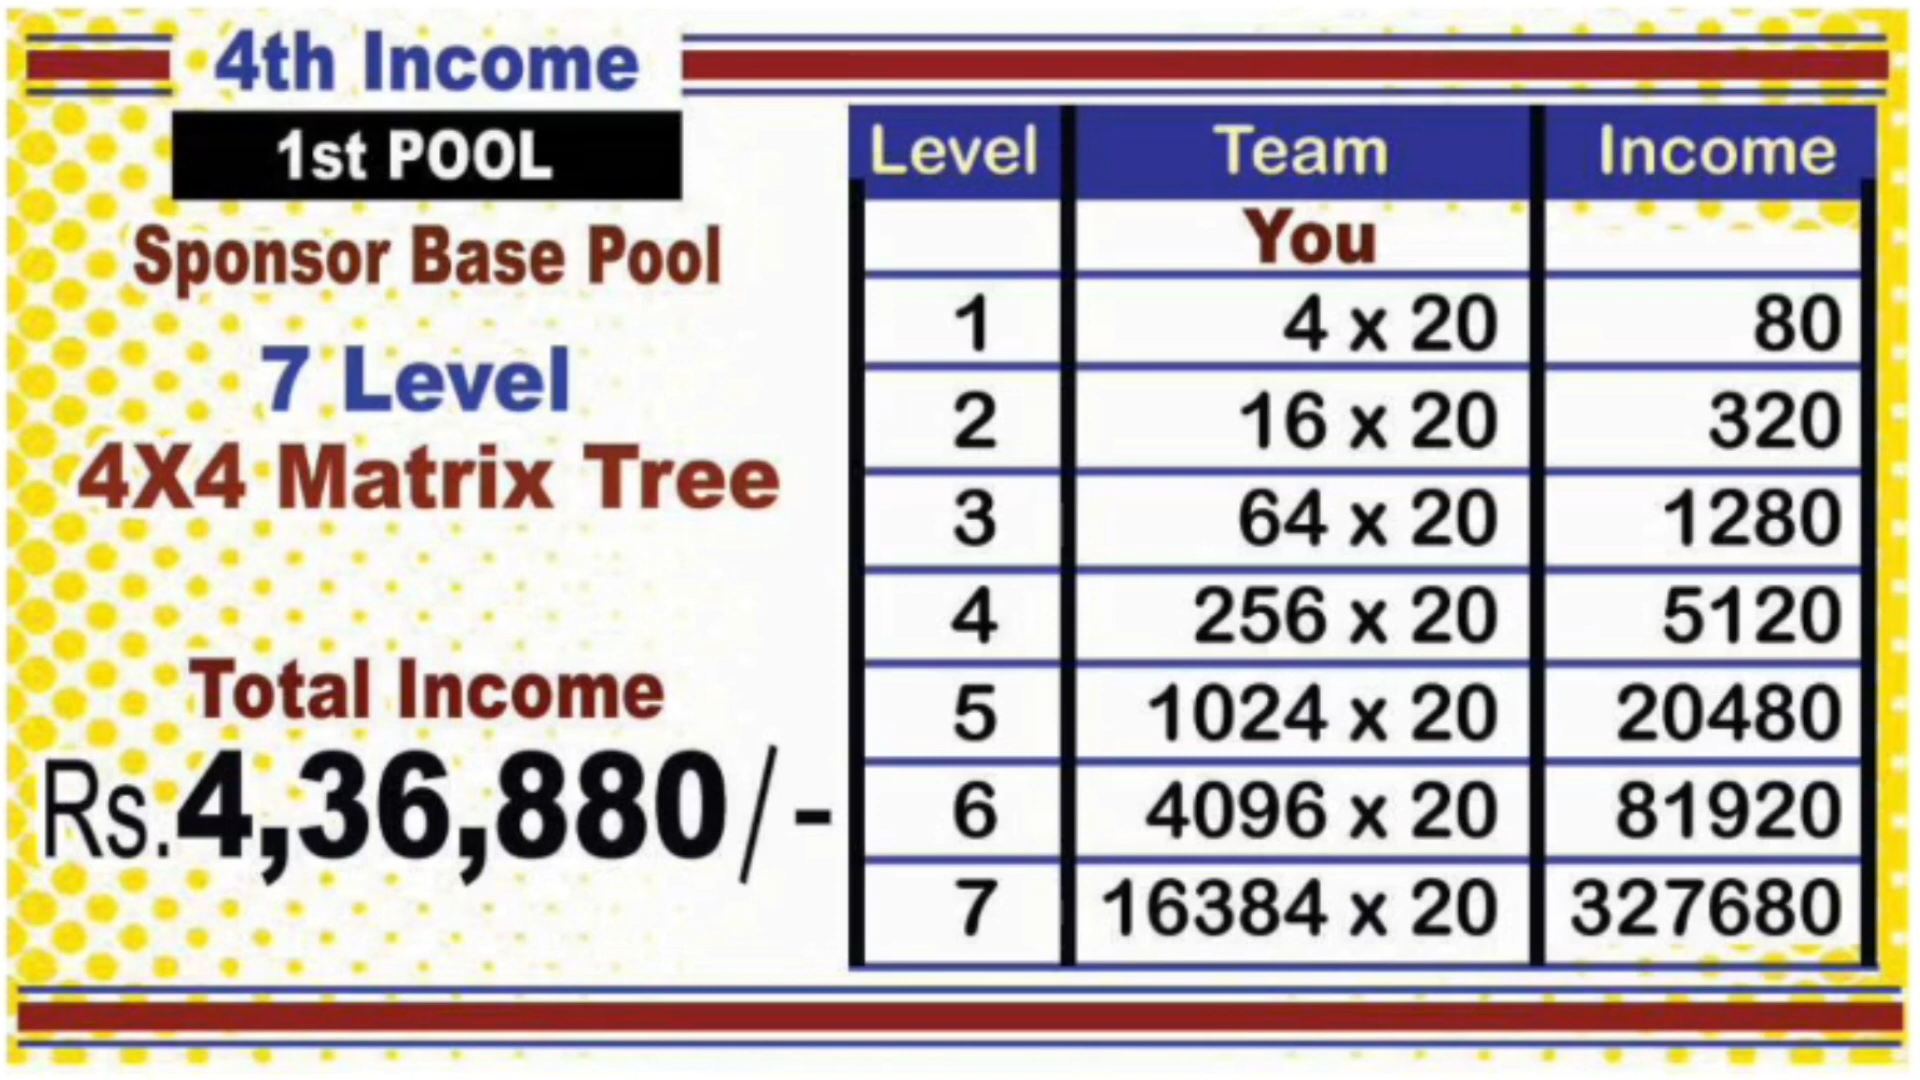 4th Income
1st POOL
Sponsor Base Pool
7 Level
4X4 Matrix Tree
Total Income
Rs.4,36,880/-
Level Team Income
You
1 4 x 20 80
2 16 x 20 320
3 64 x 20 1280
4 256 x 20 5120
5 1024 x 20 20480
6 4096 x 20 81920
7 16384 x 20 327680